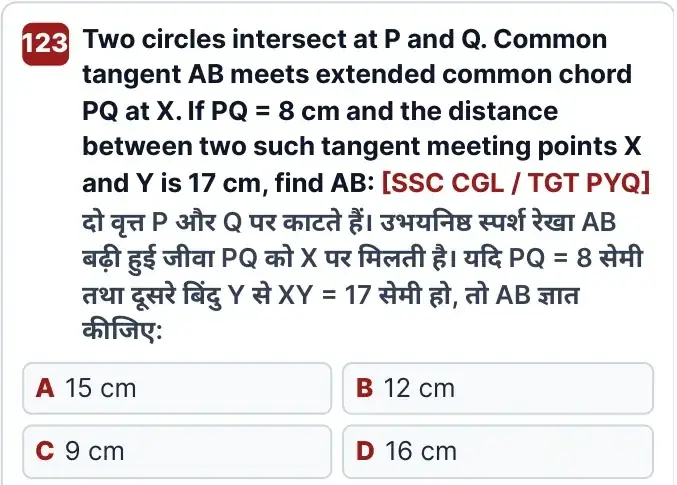 123 Two circles intersect at P and Q. Common
tangent AB meets extended common chord
PQ at X. If PQ = 8 cm and the distance
between two such tangent meeting points X
and Y is 17 cm, find AB: [SSC CGL / TGT PYQ]
दो वृत्त P और Q पर काटते हैं। उभयनिष्ठ स्पर्श रेखा AB
बढ़ी हुई जीवा PQ को X पर मिलती है। यदि PQ = 8 सेमी
तथा दूसरे बिंदु Y से XY = 17 सेमी हो, तो AB ज्ञात
कीजिए:
A 15 cm
B 12 cm
C 9 cm
D 16 cm